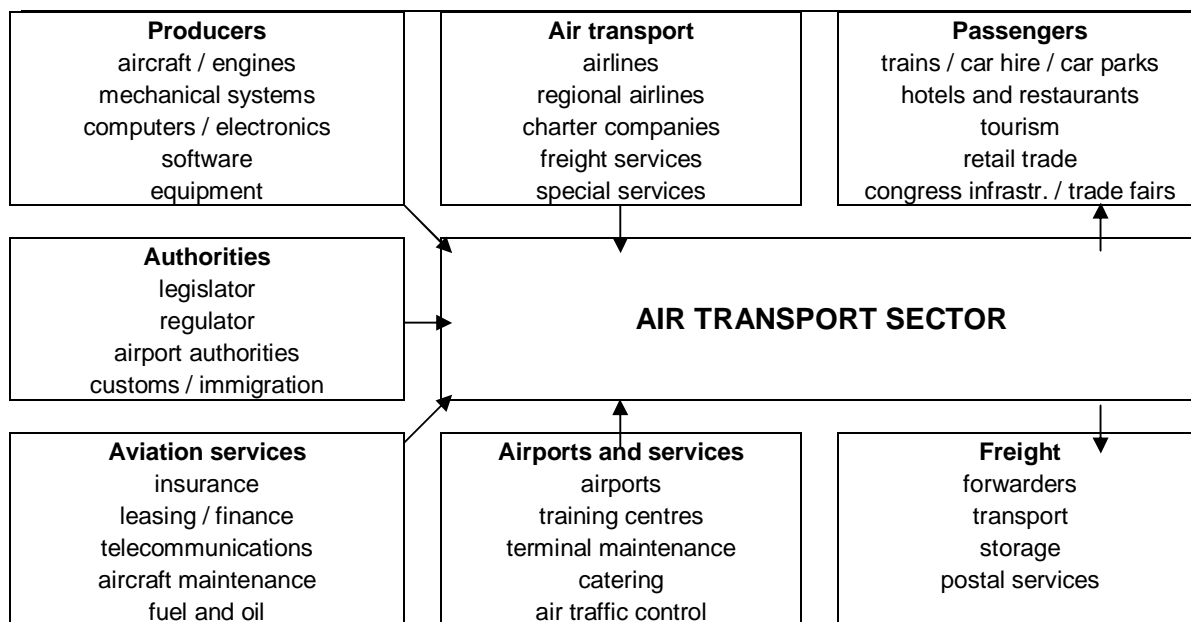 Producers
aircraft / engines
mechanical systems
computers / electronics
software
equipment
Air transport
airlines
regional airlines
charter companies
freight services
special services
Passengers
trains / car hire / car parks
hotels and restaurants
tourism
retail trade
congress infrastr. / trade fairs
Authorities
legislator
regulator
airport authorities
customs / immigration
AIR TRANSPORT SECTOR
Aviation services
insurance
leasing / finance
telecommunications
aircraft maintenance
fuel and oil
Airports and services
airports
training centres
terminal maintenance
catering
air traffic control
Freight
forwarders
transport
storage
postal services